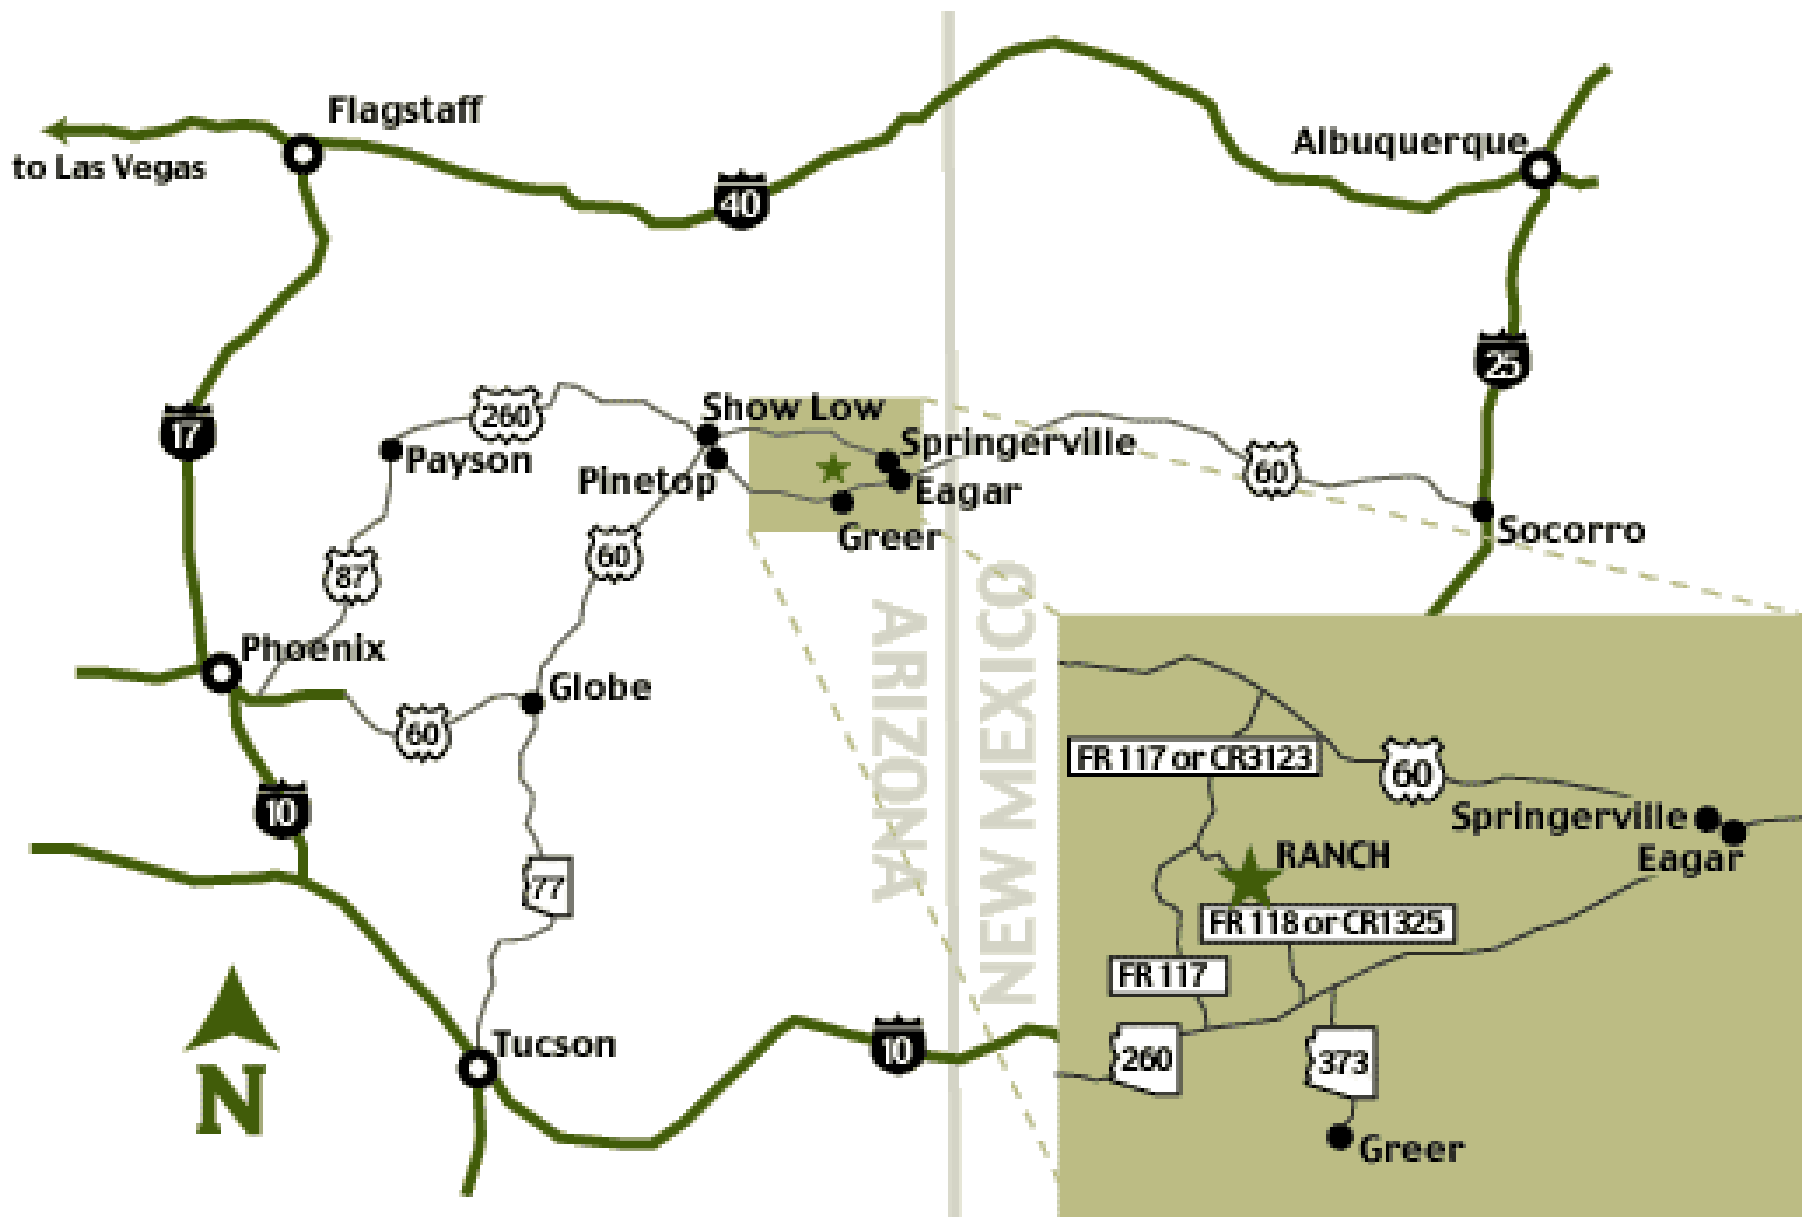 Flagstaff
to Las Vegas
40
Albuquerque
17
25
260
Show Low
Payson
Pinetop
Springerville
Eagar
Greer
60
Socorro
87
60
Phoenix
Globe
60
ARIZONA
NEW MEXICO
10
77
Tucson
10
N
FR 117 or CR3123
60
Springerville
Eagar
RANCH
FR 118 or CR1325
FR 117
260
373
Greer